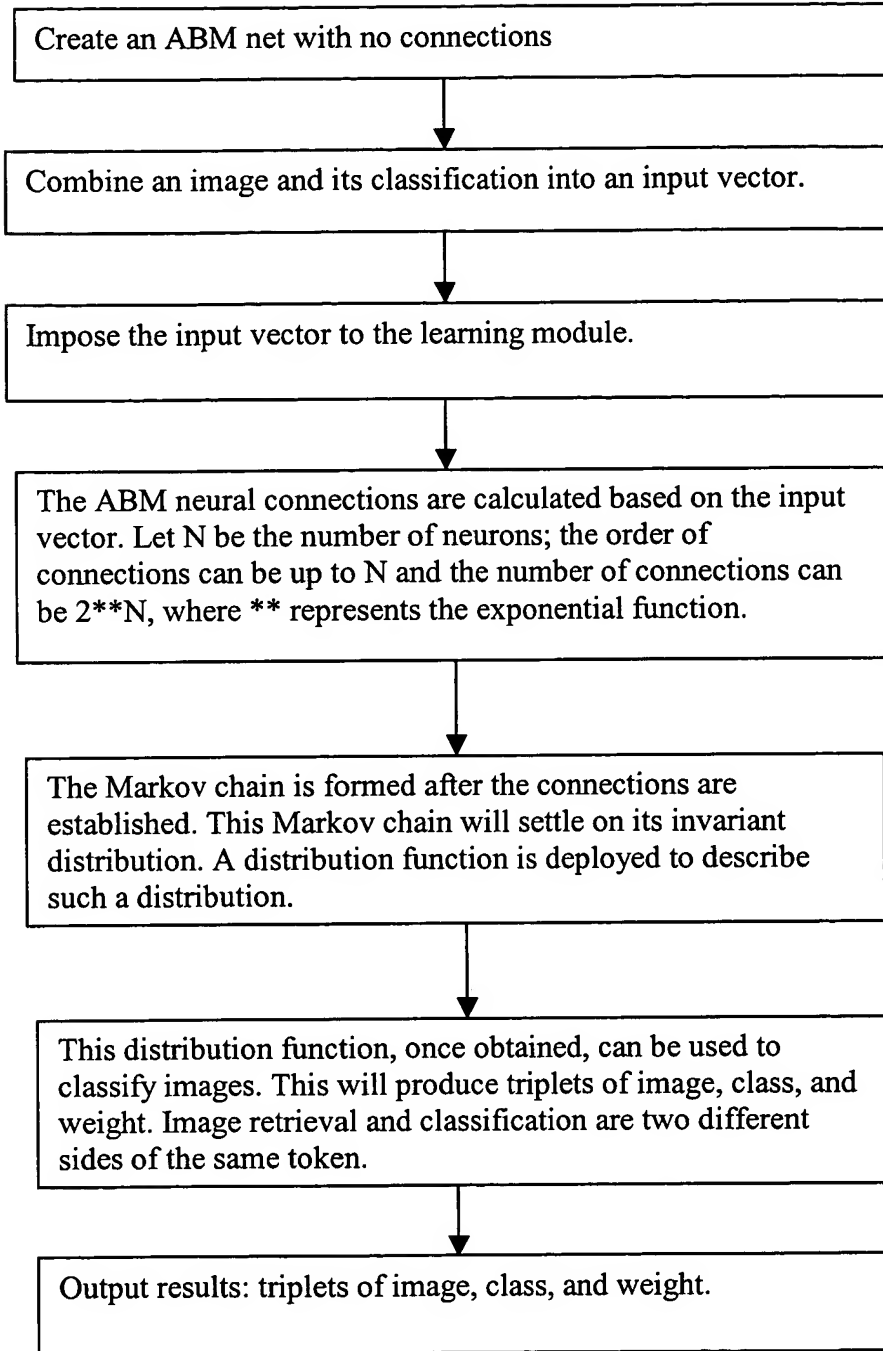 Create an ABM net with no connections
Combine an image and its classification into an input vector.
Impose the input vector to the learning module.
The ABM neural connections are calculated based on the input
vector. Let N be the number of neurons; the order of
connections can be up to N and the number of connections can
be 2**N, where ** represents the exponential function.
The Markov chain is formed after the connections are
established. This Markov chain will settle on its invariant
distribution. A distribution function is deployed to describe
such a distribution.
This distribution function, once obtained, can be used to
classify images. This will produce triplets of image, class, and
weight. Image retrieval and classification are two different
sides of the same token.
Output results: triplets of image, class, and weight.